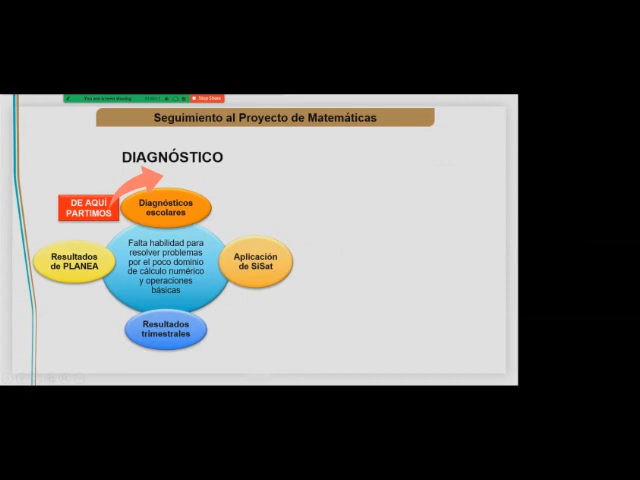 Stop Share
Seguimiento al Proyecto de Matemáticas
DIAGNÓSTICO
DE AQUÍ
PARTIMOS
Diagnósticos
escolares
Resultados
de PLANEA
Falta habilidad para
resolver problemas
por el poco dominio
de cálculo numérico
y operaciones
básicas
Aplicación
de SiSat
Resultados
trimestrales